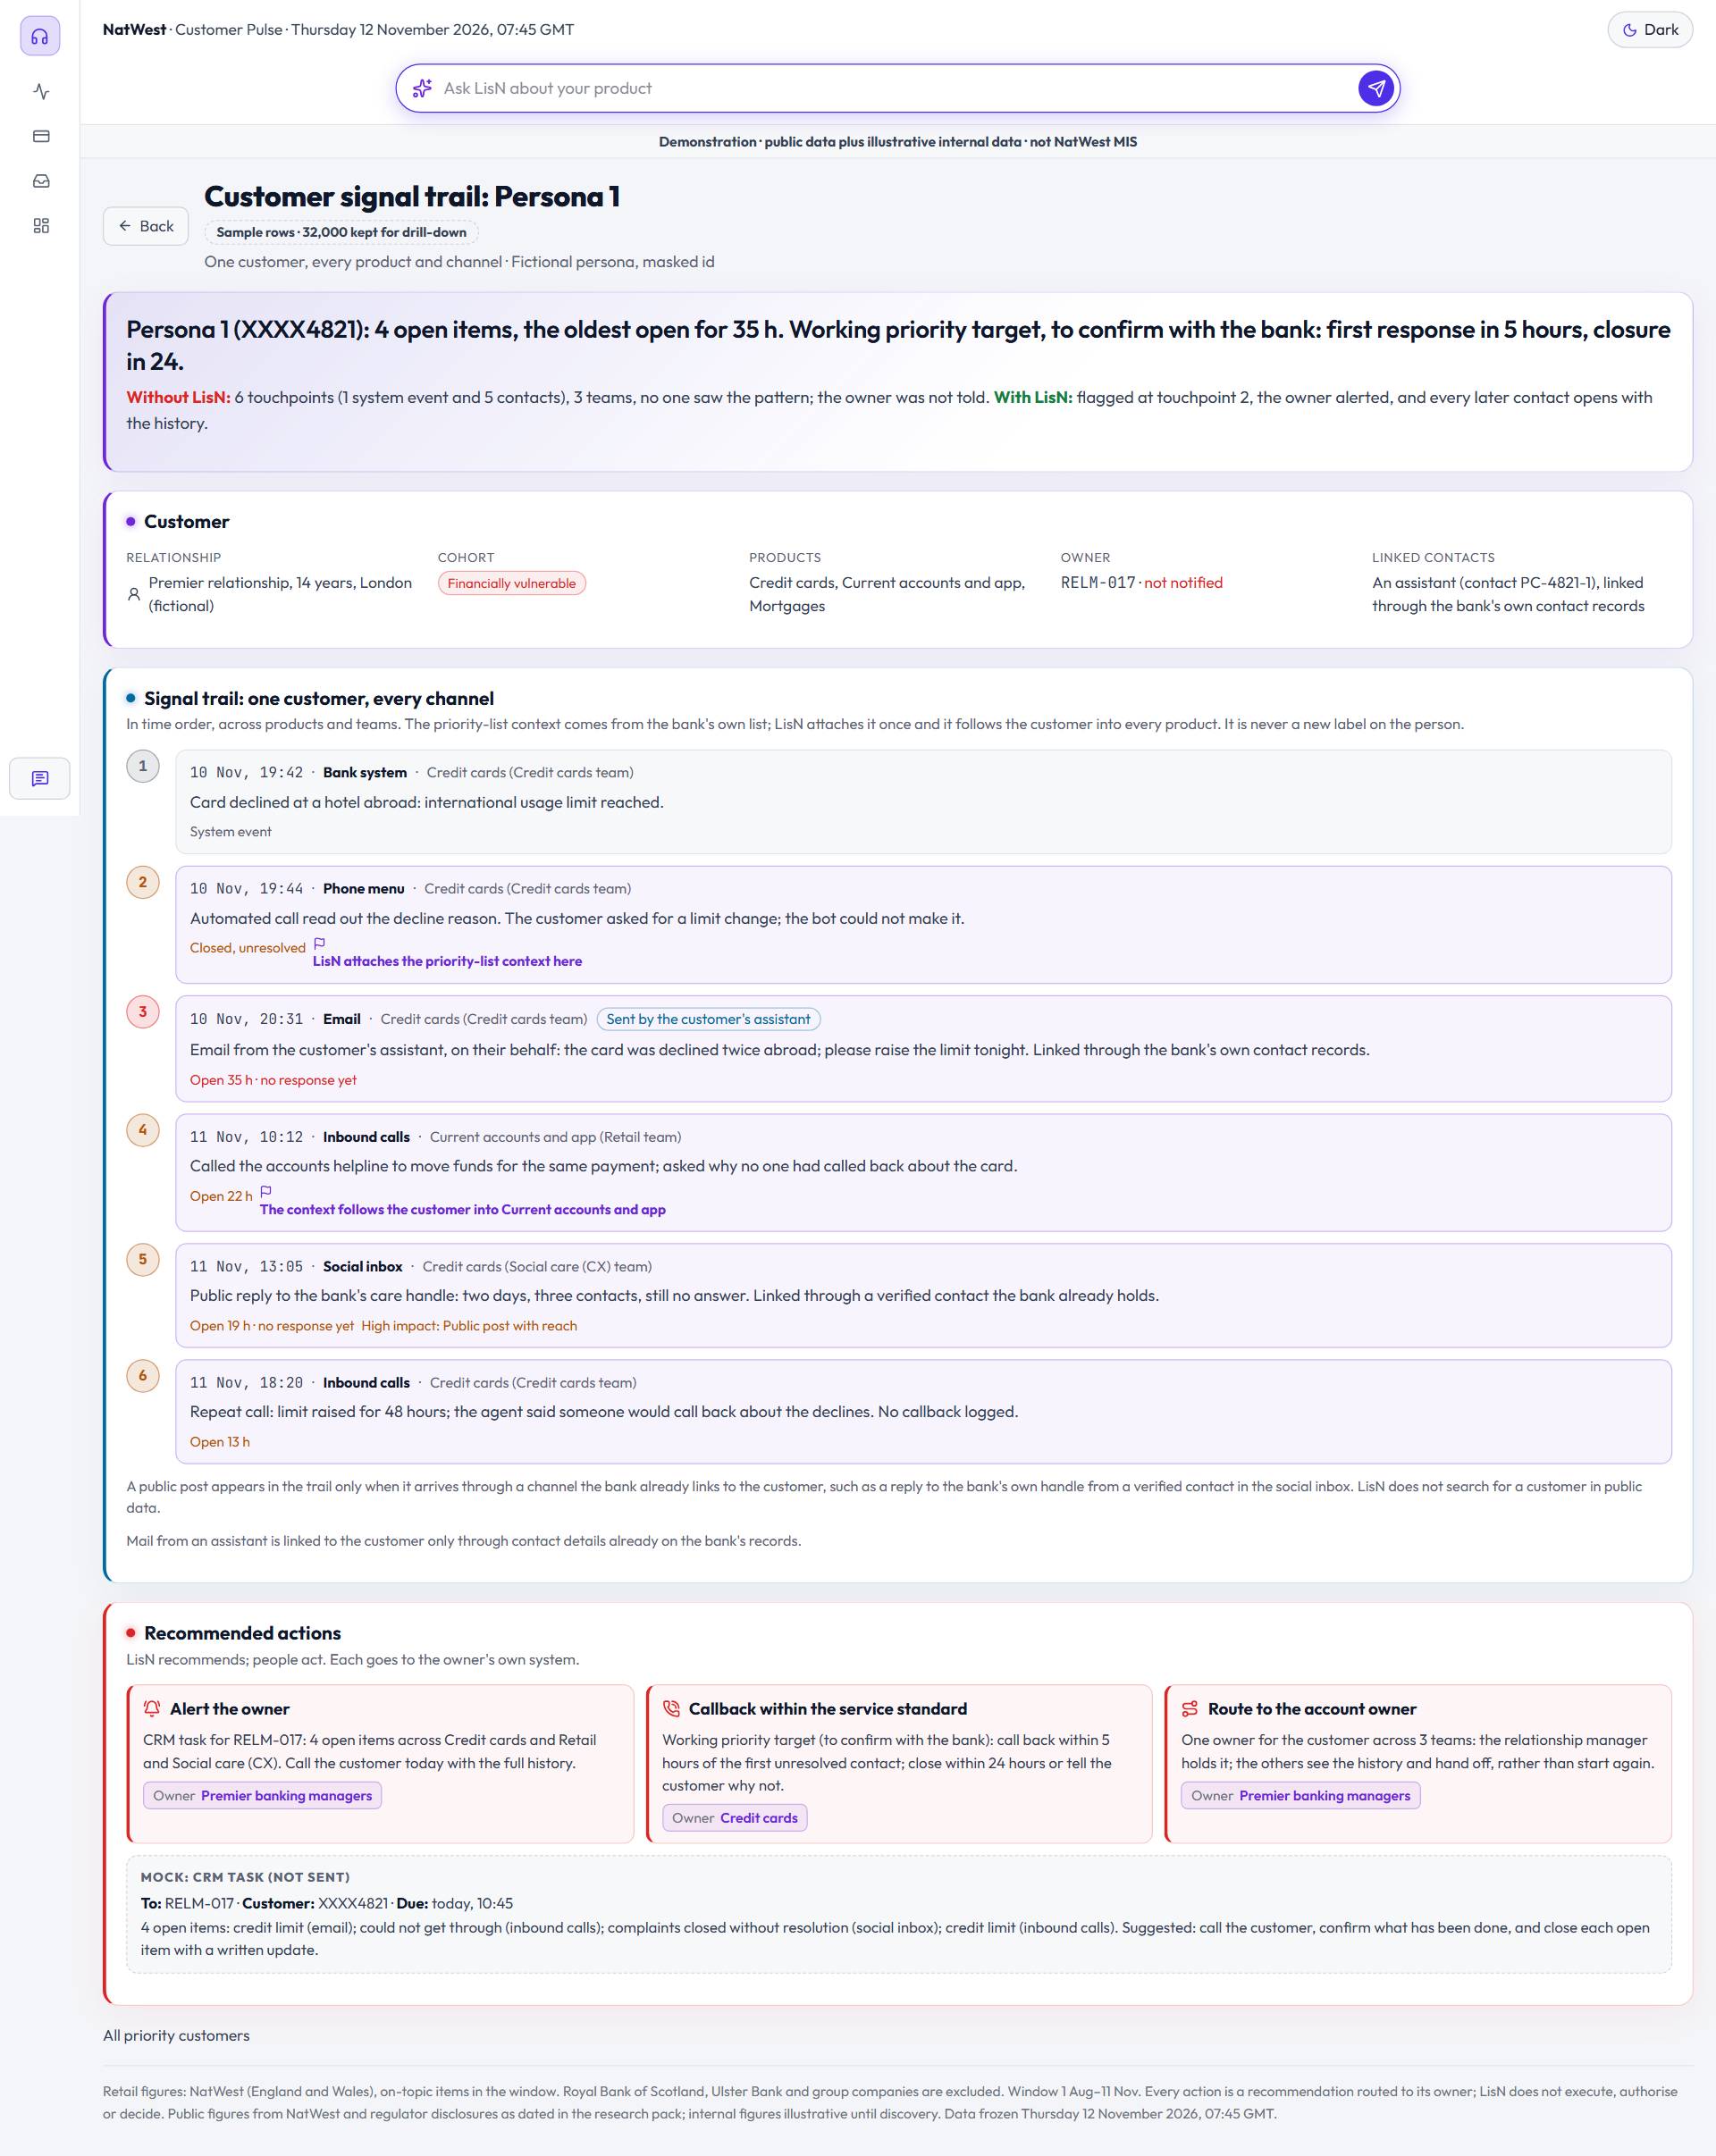 NatWest · Customer Pulse · Thursday 12 November 2026, 07:45 GMT
Dark
Ask LisN about your product
Demonstration · public data plus illustrative internal data · not NatWest MIS
Back
Customer signal trail: Persona 1
Sample rows · 32,000 kept for drill-down
One customer, every product and channel · Fictional persona, masked id
Persona 1 (XXXX4821): 4 open items, the oldest open for 35 h. Working priority target, to confirm with the bank: first response in 5 hours, closure
in 24.
Without LisN: 6 touchpoints (1 system event and 5 contacts), 3 teams, no one saw the pattern; the owner was not told. With LisN: flagged at touchpoint 2, the owner alerted, and every later contact opens with
the history.
Customer
RELATIONSHIP
Premier relationship, 14 years, London
(fictional)
COHORT
Financially vulnerable
PRODUCTS
Credit cards, Current accounts and app,
Mortgages
OWNER
RELM-017 · not notified
LINKED CONTACTS
An assistant (contact PC-4821-1), linked
through the bank's own contact records
Signal trail: one customer, every channel
In time order, across products and teams. The priority-list context comes from the bank's own list; LisN attaches it once and it follows the customer into every product. It is never a new label on the person.
1
10 Nov, 19:42 · Bank system · Credit cards (Credit cards team)
Card declined at a hotel abroad: international usage limit reached.
System event
2
10 Nov, 19:44 · Phone menu · Credit cards (Credit cards team)
Automated call read out the decline reason. The customer asked for a limit change; the bot could not make it.
Closed, unresolved
LisN attaches the priority-list context here
3
10 Nov, 20:31 · Email · Credit cards (Credit cards team) Sent by the customer's assistant
Email from the customer's assistant, on their behalf: the card was declined twice abroad; please raise the limit tonight. Linked through the bank's own contact records.
Open 35 h · no response yet
4
11 Nov, 10:12 · Inbound calls · Current accounts and app (Retail team)
Called the accounts helpline to move funds for the same payment; asked why no one had called back about the card.
Open 22 h
The context follows the customer into Current accounts and app
5
11 Nov, 13:05 · Social inbox · Credit cards (Social care (CX) team)
Public reply to the bank's care handle: two days, three contacts, still no answer. Linked through a verified contact the bank already holds.
Open 19 h · no response yet High impact: Public post with reach
6
11 Nov, 18:20 · Inbound calls · Credit cards (Credit cards team)
Repeat call: limit raised for 48 hours; the agent said someone would call back about the declines. No callback logged.
Open 13 h
A public post appears in the trail only when it arrives through a channel the bank already links to the customer, such as a reply to the bank's own handle from a verified contact in the social inbox. LisN does not search for a customer in public
data.
Mail from an assistant is linked to the customer only through contact details already on the bank's records.
Recommended actions
LisN recommends; people act. Each goes to the owner's own system.
Alert the owner
CRM task for RELM-017: 4 open items across Credit cards and Retail
and Social care (CX). Call the customer today with the full history.
Owner Premier banking managers
Callback within the service standard
Working priority target (to confirm with the bank): call back within 5
hours of the first unresolved contact; close within 24 hours or tell the
customer why not.
Owner Credit cards
Route to the account owner
One owner for the customer across 3 teams: the relationship manager
holds it; the others see the history and hand off, rather than start again.
Owner Premier banking managers
MOCK: CRM TASK (NOT SENT)
To: RELM-017 · Customer: XXXX4821 · Due: today, 10:45
4 open items: credit limit (email); could not get through (inbound calls); complaints closed without resolution (social inbox); credit limit (inbound calls). Suggested: call the customer, confirm what has been done, and close each open
item with a written update.
All priority customers
Retail figures: NatWest (England and Wales), on-topic items in the window. Royal Bank of Scotland, Ulster Bank and group companies are excluded. Window 1 Aug–11 Nov. Every action is a recommendation routed to its owner; LisN does not execute, authorise
or decide. Public figures from NatWest and regulator disclosures as dated in the research pack; internal figures illustrative until discovery. Data frozen Thursday 12 November 2026, 07:45 GMT.